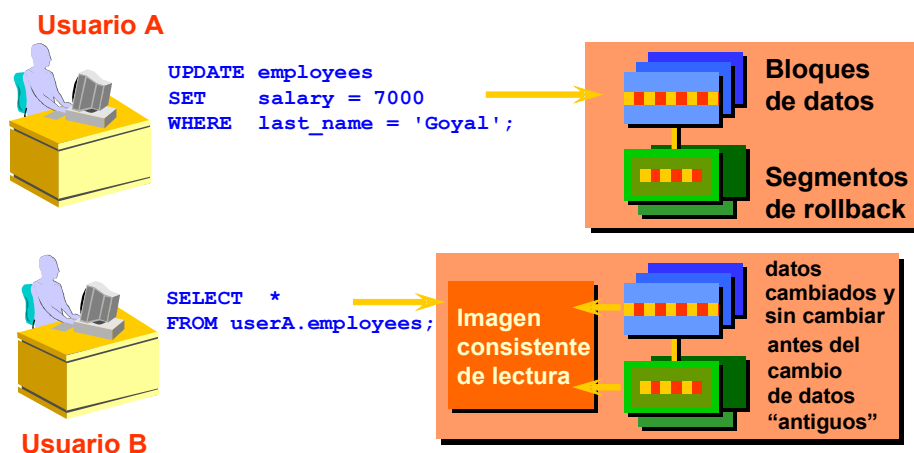 Usuario A
UPDATE employees
SET salary = 7000
WHERE last_name = 'Goyal';
Bloques
de datos
Segmentos
de rollback
SELECT *
FROM userA.employees;
Imagen
consistente
de lectura
datos
cambiados y
sin cambiar
antes del
cambio
de datos
“antiguos”
Usuario B